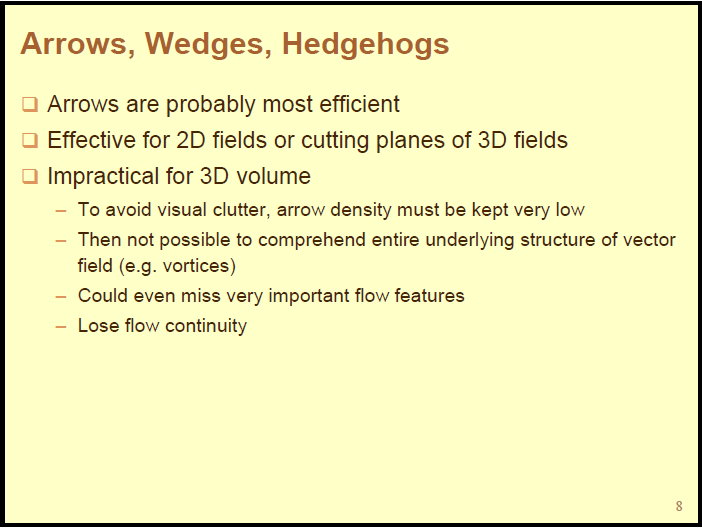 Arrows, Wedges, Hedgehogs
❑ Arrows are probably most efficient
❑ Effective for 2D fields or cutting planes of 3D fields
❑ Impractical for 3D volume
– To avoid visual clutter, arrow density must be kept very low
– Then not possible to comprehend entire underlying structure of vector
field (e.g. vortices)
– Could even miss very important flow features
– Lose flow continuity
8